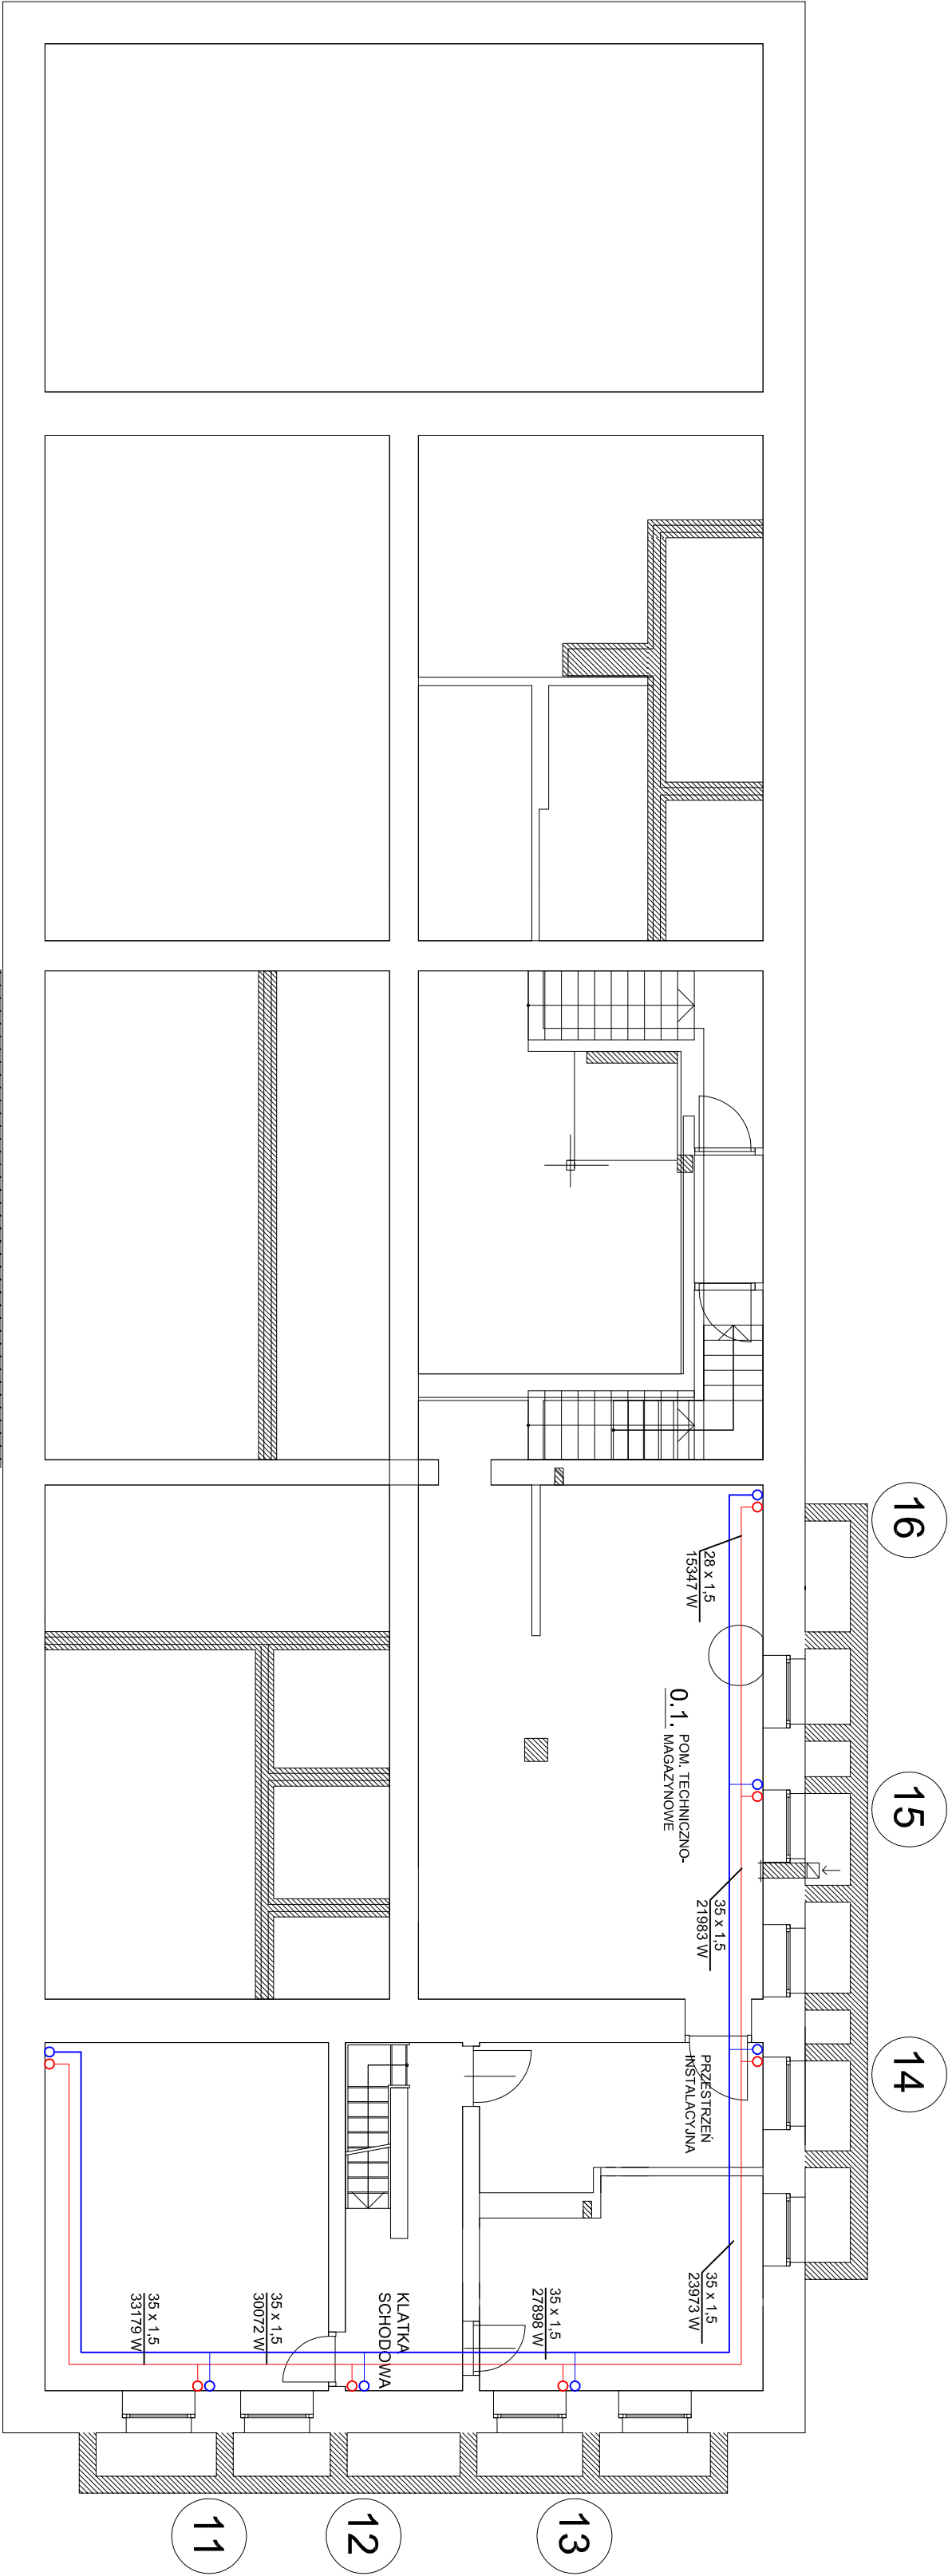 16
28 x 1,5
15347 W
0.1. POM. TECHNICZNO-
MAGAZYNOWE
15
35 x 1,5
21983 W
14
PRZESTRZEŃ
INSTALACYJNA
35 x 1,5
23973 W
35 x 1,5
27898 W
KLATKA
SCHODOWA
35 x 1,5
30072 W
35 x 1,5
33179 W
13
12
11